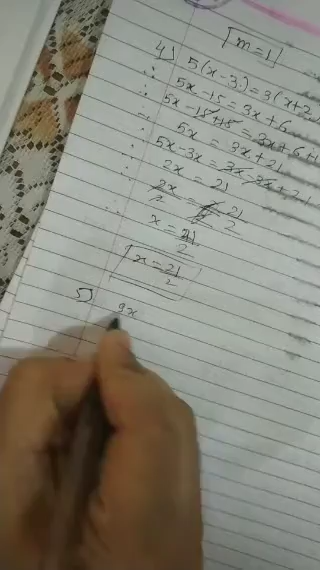 m=1
4) 5(x-3)=3(x+2)
∴ 5x-15=3x+6
∴ 5x-15+15=3x+6+1
∴ 5x = 3x+21
∴ 5x-3x=3x-3x+21
∴ 2x = 21
2x 21
2 2
∴ x = 21
2
x = 21
2
5) 9x